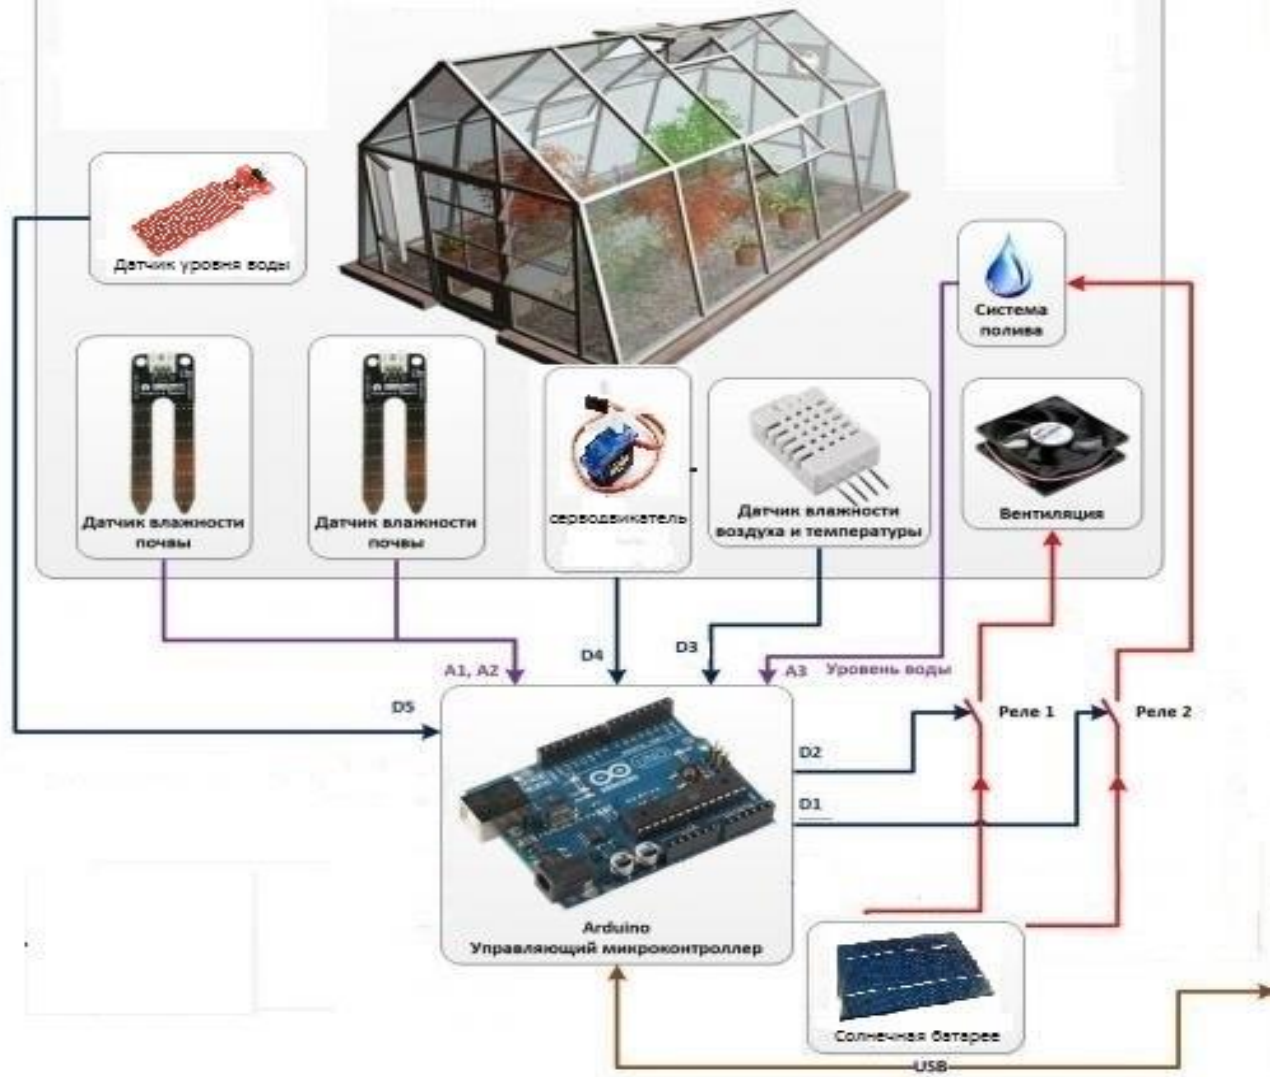 Датчик уровня воды
Система
полива
Датчик влажности
почвы
Датчик влажности
почвы
серводвикатель
Датчик влажности
воздуха и температуры
Вентиляция
A1, A2
D4
D3
A3
Уровень воды
D5
D2
D1
Реле 1
Реле 2
Arduino
Управляющий микроконтроллер
Солнечная батарее
USB